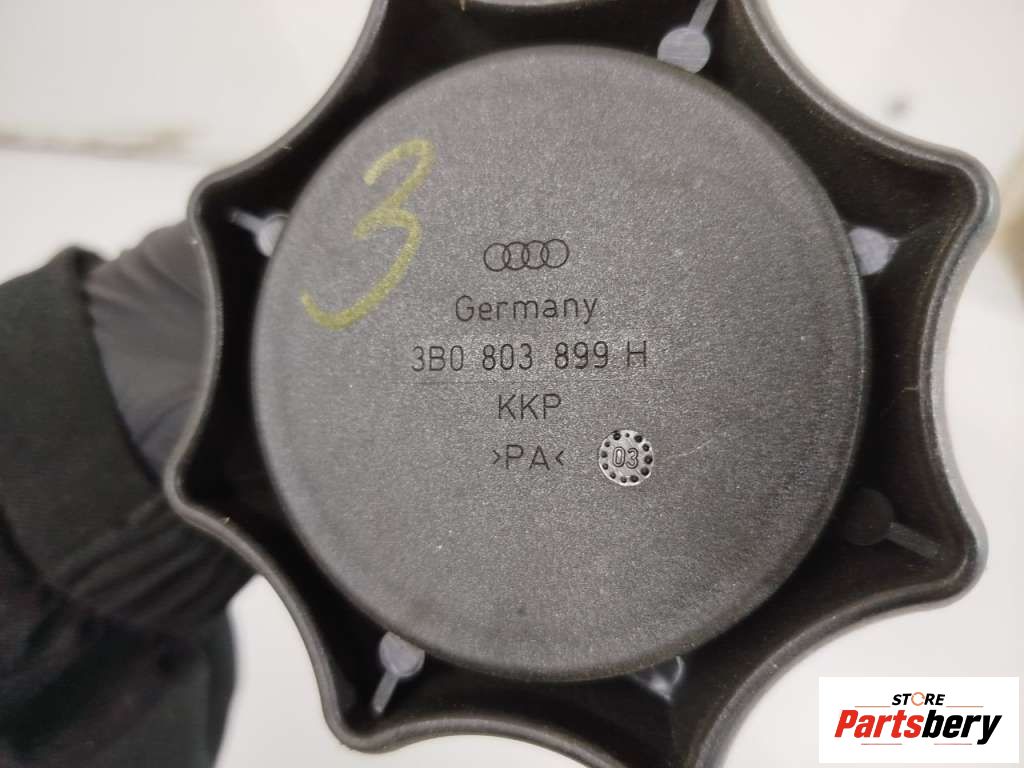 3
Germany
3B0 803 899 H
KKP
>PA< 03
STORE
Partsbery